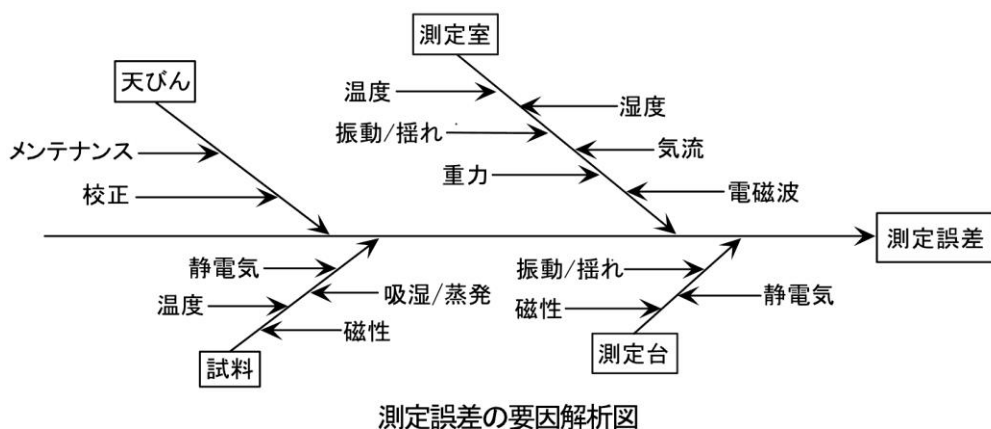 測定室
天びん
温度
湿度
振動/揺れ
メンテナンス
気流
重力
校正
電磁波
測定誤差
静電気
振動/揺れ
温度
吸湿/蒸発
磁性
静電気
磁性
試料
測定台
測定誤差の要因解析図